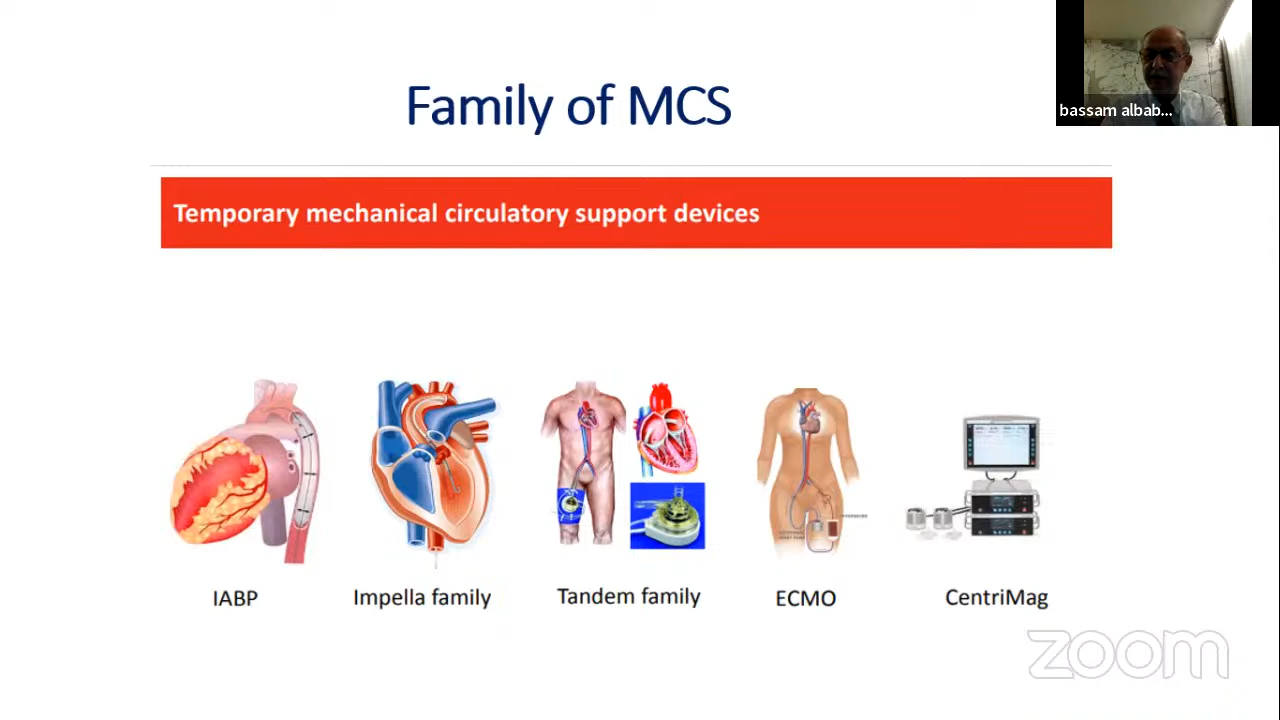 Family of MCS
bassam albab...
Temporary mechanical circulatory support devices
IABP
Impella family
Tandem family
ECMO
CentriMag
zoom